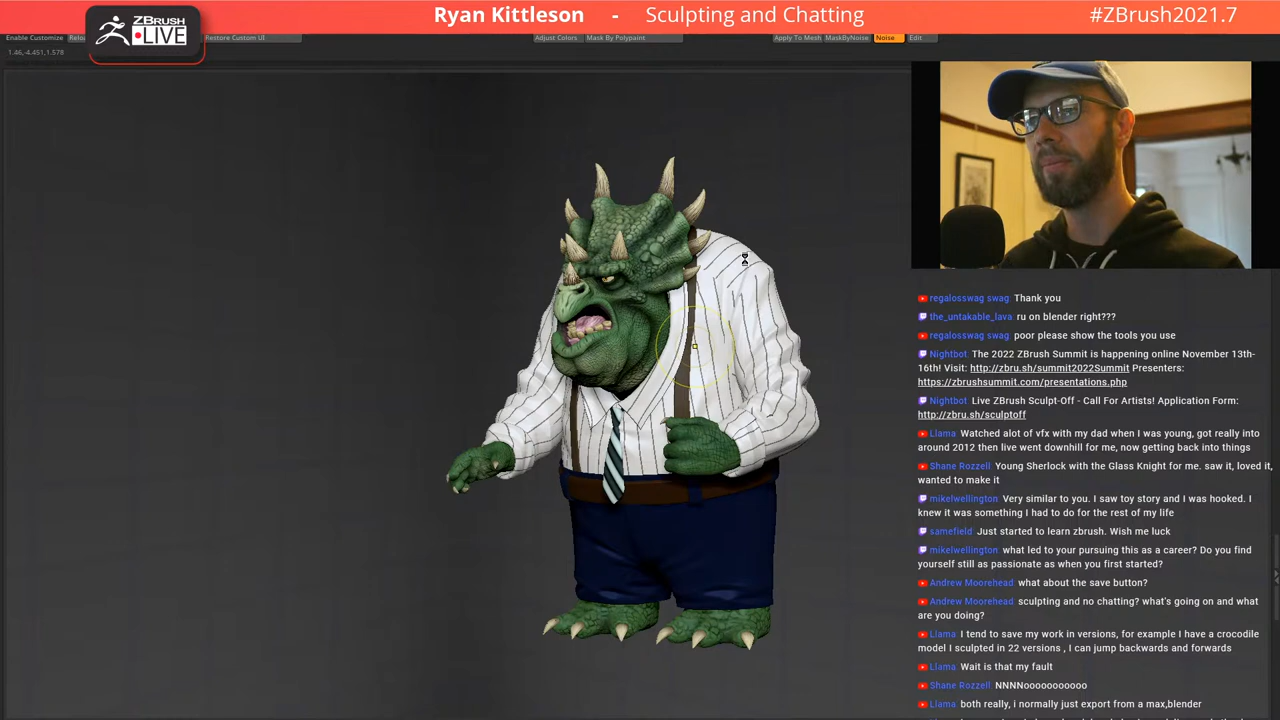 ZBRUSH
LIVE
Ryan Kittleson - Sculpting and Chatting
#ZBrush2021.7
Enable Customize
Restore Custom UI
Adjust Colors
Mask By Polypaint
Apply To Mesh
MaskByNoise
Noise
Edit
1.46,-4.451,1.578
regalosswag swag Thank you
the_untakable_lava: ru on blender right???
regalosswag swag: poor please show the tools you use
Nightbot: The 2022 ZBrush Summit is happening online November 13th-
16th! Visit: http://zbru.sh/summit2022Summit Presenters:
https://zbrushsummit.com/presentations.php
Nightbot: Live ZBrush Sculpt-Off - Call For Artists! Application Form:
http://zbru.sh/sculptoff
Llama: Watched alot of vfx with my dad when I was young, got really into
around 2012 then live went downhill for me, now getting back into things
Shane Rozzell: Young Sherlock with the Glass Knight for me. saw it, loved it,
wanted to make it
mikelwellington: Very similar to you. I saw toy story and I was hooked. I
knew it was something I had to do for the rest of my life
samefield: Just started to learn zbrush. Wish me luck
mikelwellington: what led to your pursuing this as a career? Do you find
yourself still as passionate as when you first started?
Andrew Moorehead: what about the save button?
Andrew Moorehead: sculpting and no chatting? what's going on and what
are you doing?
Llama: I tend to save my work in versions, for example I have a crocodile
model I sculpted in 22 versions , I can jump backwards and forwards
Llama: Wait is that my fault
Shane Rozzell: NNNNooooooooooo
Llama: both really, i normally just export from a max,blender